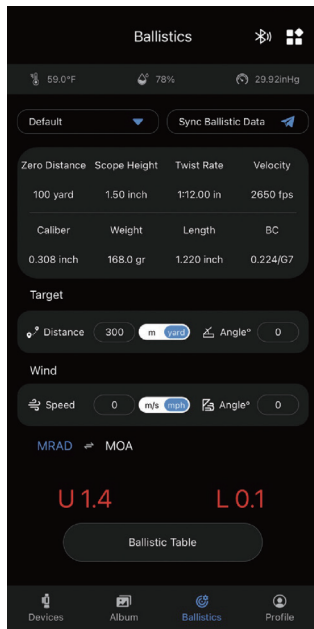 Ballistics
59.0°F 78% 29.92inHg
Default Sync Ballistic Data
Zero Distance Scope Height Twist Rate Velocity
100 yard 1.50 inch 1:12.00 in 2650 fps
Caliber Weight Length BC
0.308 inch 168.0 gr 1.220 inch 0.224/G7
Target
Distance 300 m yard Angle° 0
Wind
Speed 0 m/s mph Angle° 0
MRAD ⇌ MOA
U 1.4 L 0.1
Ballistic Table
Devices Album Ballistics Profile